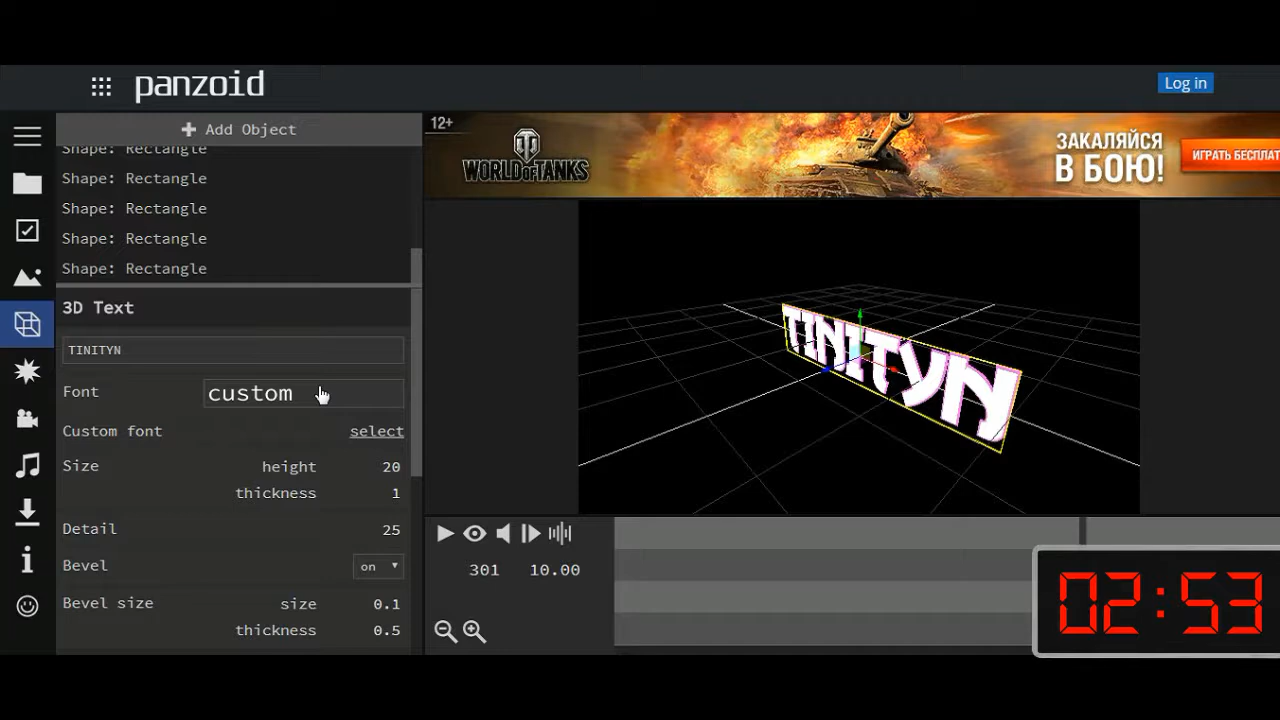 panzoid
Log in
Add Object
Shape: Rectangle
Shape: Rectangle
Shape: Rectangle
Shape: Rectangle
Shape: Rectangle
3D Text
TINITYN
Font
custom
Custom font
select
Size
height
20
thickness
1
Detail
25
Bevel
on
Bevel size
size
0.1
thickness
0.5
12+
WORLD OF TANKS
ЗАКАЛЯЙСЯ
В БОЮ!
ИГРАТЬ БЕСПЛАТ
TINITYN
301
10.00
02:53